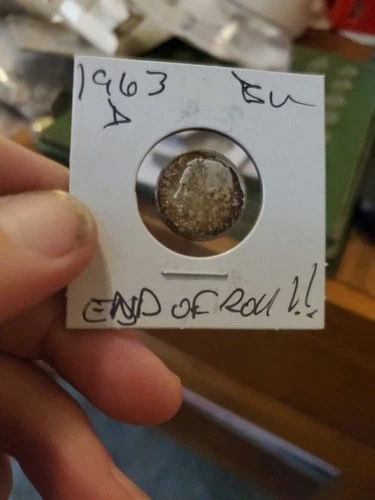 1963 BU
D
END OF ROLL!!